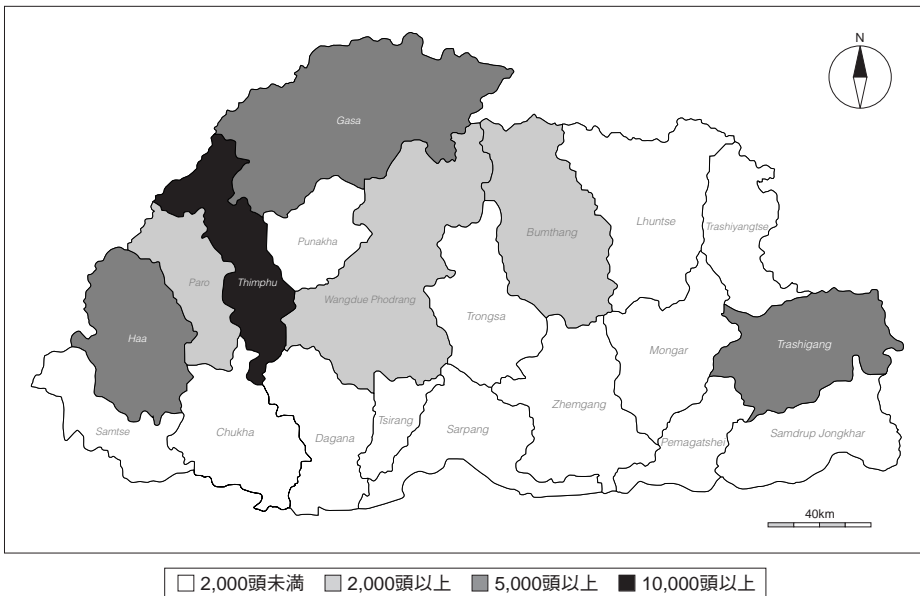 N
Gasa
Punakha
Lhuntse
Trashiyangtse
Bumthang
Paro
Thimphu
Wangdue Phodrang
Trongsa
Haa
Mongar
Trashigang
Zhemgang
Tsirang
Samtse
Chukha
Dagana
Sarpang
Pemagatshei
Samdrup Jongkhar
40km
2,000頭未満 2,000頭以上 5,000頭以上 10,000頭以上